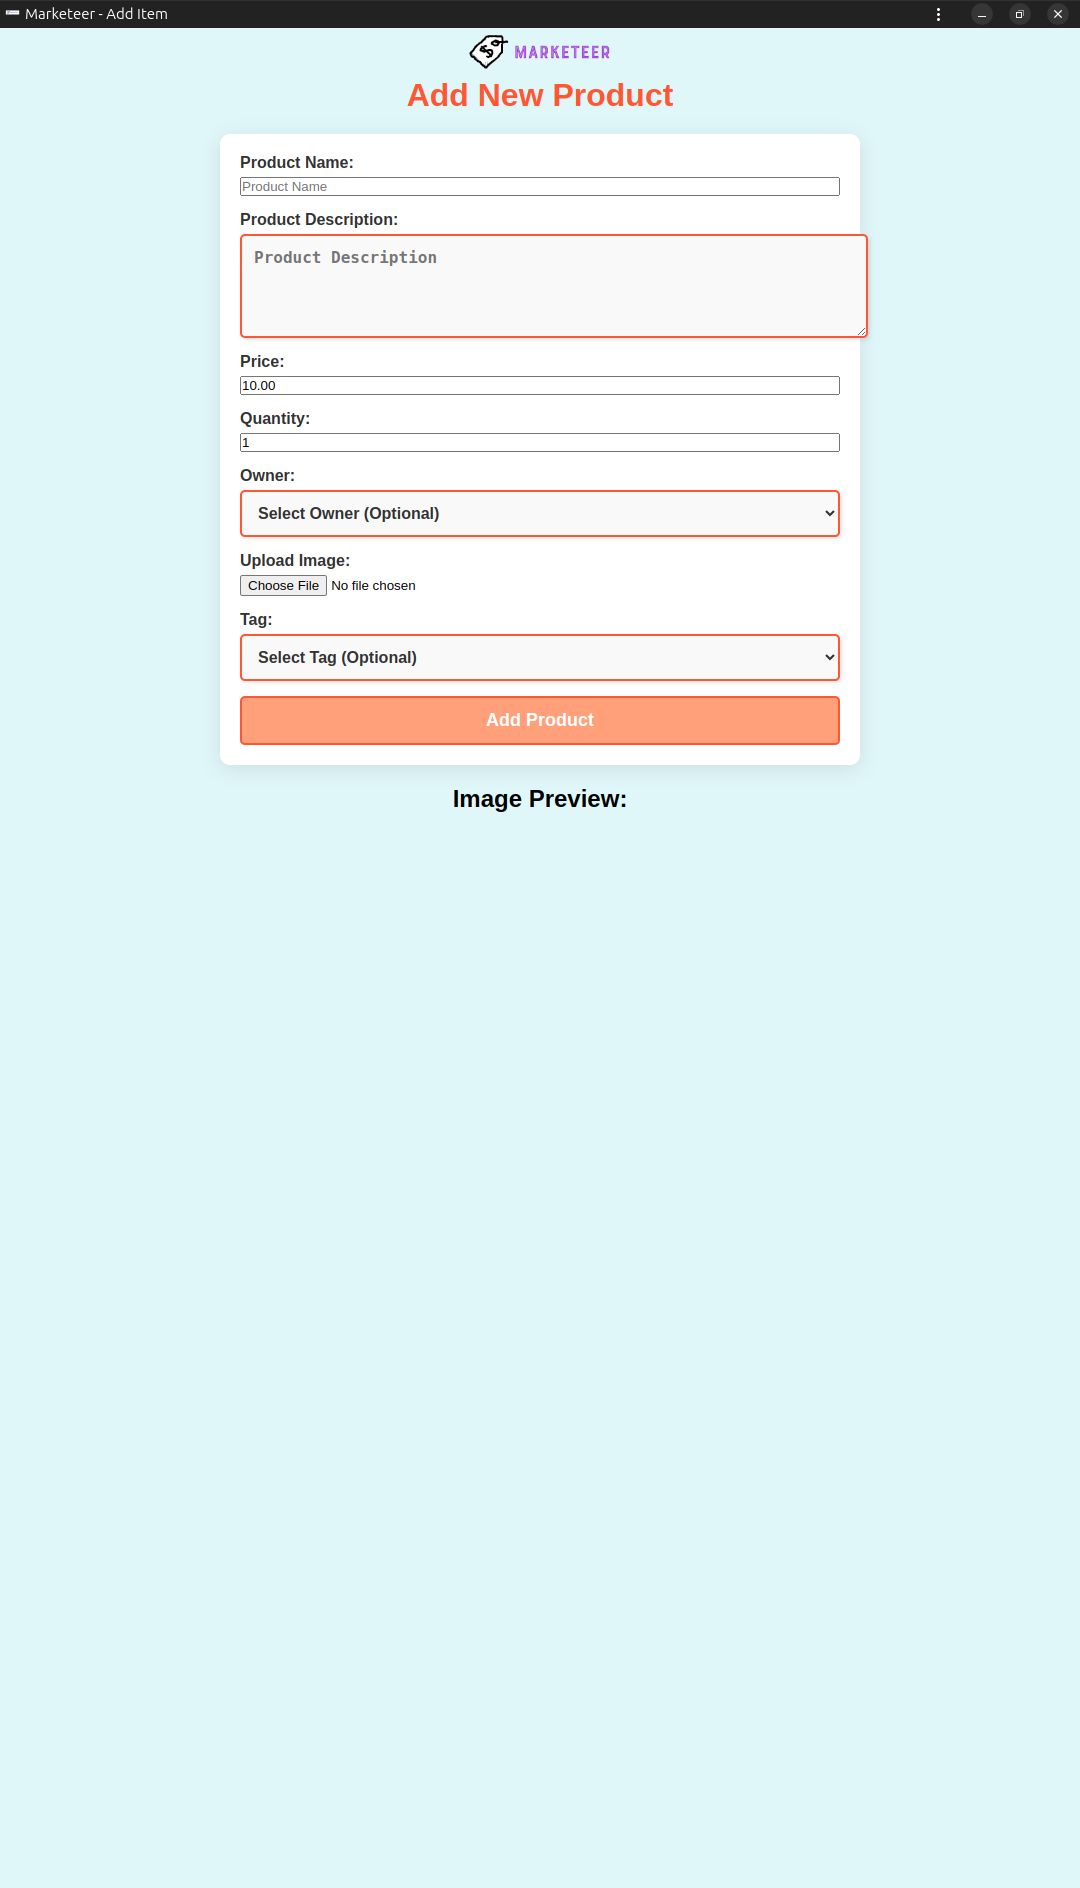 Marketeer - Add Item
$ MARKETEER
Add New Product
Product Name:
Product Name
Product Description:
Product Description
Price:
10.00
Quantity:
1
Owner:
Select Owner (Optional)
Upload Image:
Choose File No file chosen
Tag:
Select Tag (Optional)
Add Product
Image Preview: